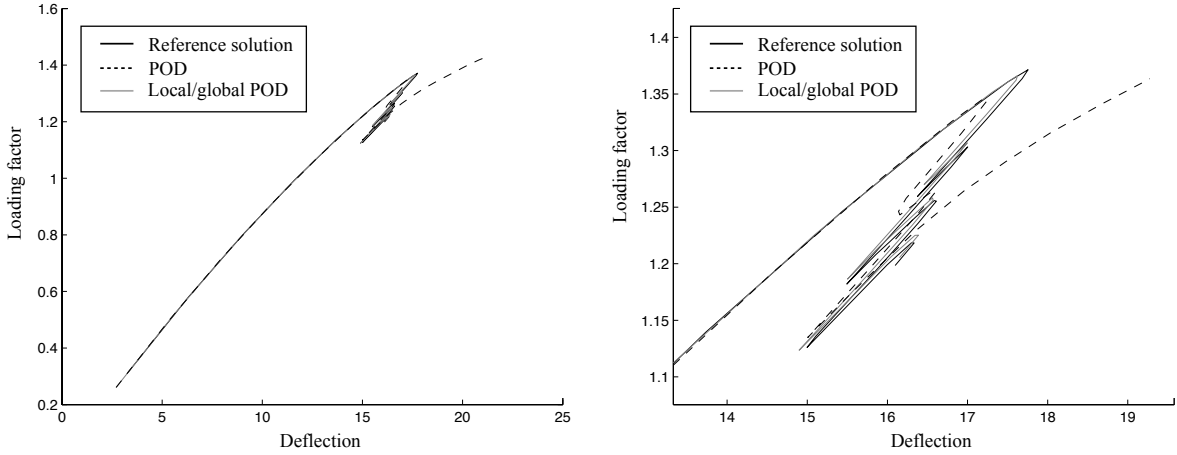 1.6
1.4
1.2
1
0.8
0.6
0.4
0.2
Loading factor
Reference solution
POD
Local/global POD
0 5 10 15 20 25
Deflection
1.4
1.35
1.3
1.25
1.2
1.15
1.1
Loading factor
Reference solution
POD
Local/global POD
14 15 16 17 18 19
Deflection